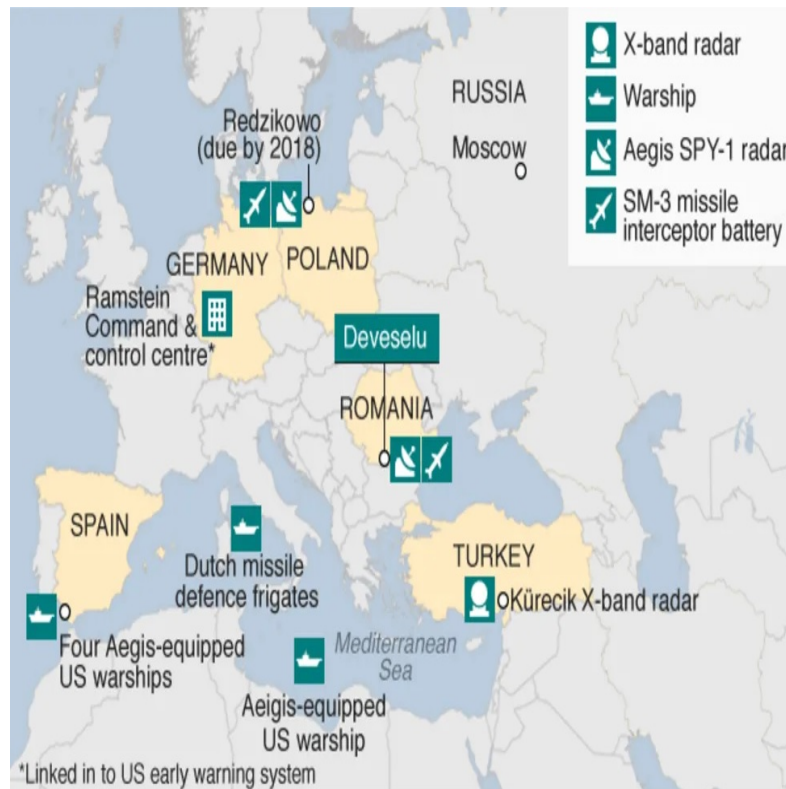 X-band radar
Warship
Aegis SPY-1 radar
SM-3 missile
interceptor battery
RUSSIA
Moscow
Redzikowo
(due by 2018)
GERMANY
POLAND
Ramstein
Command &
control centre*
Deveselu
ROMANIA
SPAIN
Dutch missile
defence frigates
TURKEY
Kürecik X-band radar
Four Aegis-equipped
US warships
Mediterranean
Sea
Aeigis-equipped
US warship
*Linked in to US early warning system